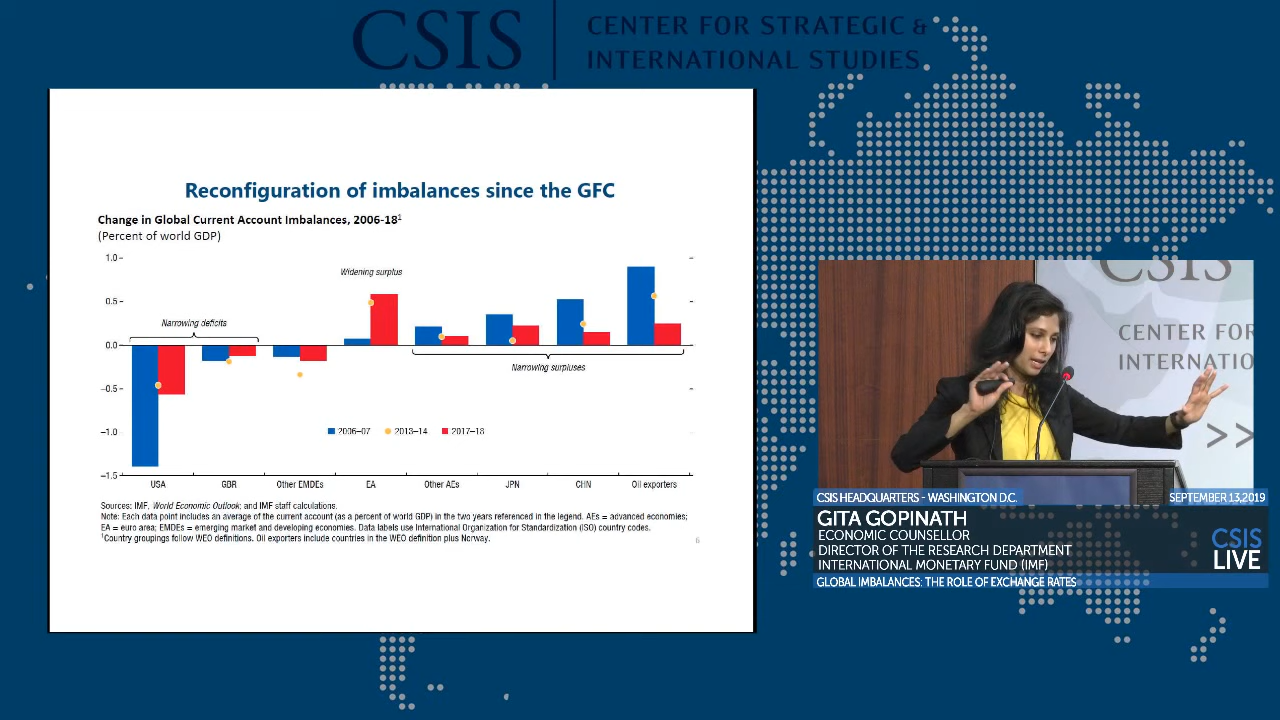 CSIS
CENTER FOR STRATEGIC &
INTERNATIONAL STUDIES
Reconfiguration of imbalances since the GFC
Change in Global Current Account Imbalances, 2006-18¹
(Percent of world GDP)
1.0
0.5
0.0
–0.5
–1.0
–1.5
Narrowing deficits
Widening surplus
Narrowing surpluses
2006–07
2013–14
2017–18
USA
GBR
Other EMDEs
EA
Other AEs
JPN
CHN
Oil exporters
Sources: IMF, World Economic Outlook; and IMF staff calculations.
Note: Each data point includes an average of the current account (as a percent of world GDP) in the two years referenced in the legend. AEs = advanced economies;
EA = euro area; EMDEs = emerging market and developing economies. Data labels use International Organization for Standardization (ISO) country codes.
¹Country groupings follow WEO definitions. Oil exporters include countries in the WEO definition plus Norway.
6
CSIS
CENTER FOR
INTERNATIO
>>
CSIS HEADQUARTERS - WASHINGTON D.C.
SEPTEMBER 13, 2019
GITA GOPINATH
ECONOMIC COUNSELLOR
DIRECTOR OF THE RESEARCH DEPARTMENT
INTERNATIONAL MONETARY FUND (IMF)
CSIS
LIVE
GLOBAL IMBALANCES: THE ROLE OF EXCHANGE RATES